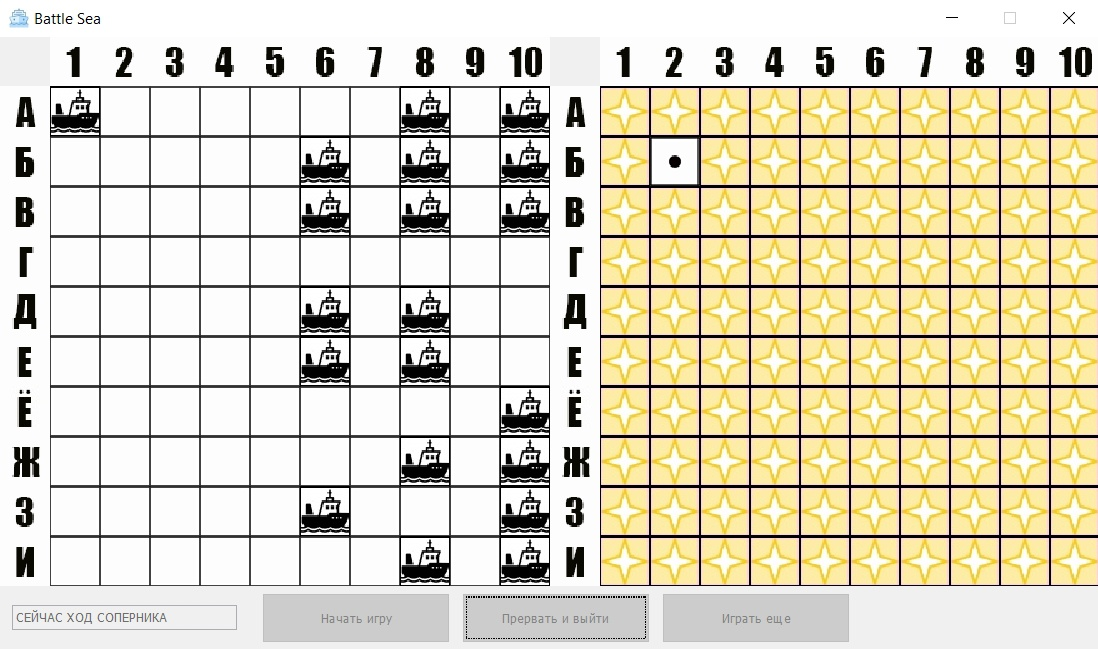 Battle Sea
1 2 3 4 5 6 7 8 9 10 1 2 3 4 5 6 7 8 9 10
А А
Б Б
В В
Г Г
Д Д
Е Е
Ё Ё
Ж Ж
З З
И И
СЕЙЧАС ХОД СОПЕРНИКА Начать игру Прервать и выйти Играть еще